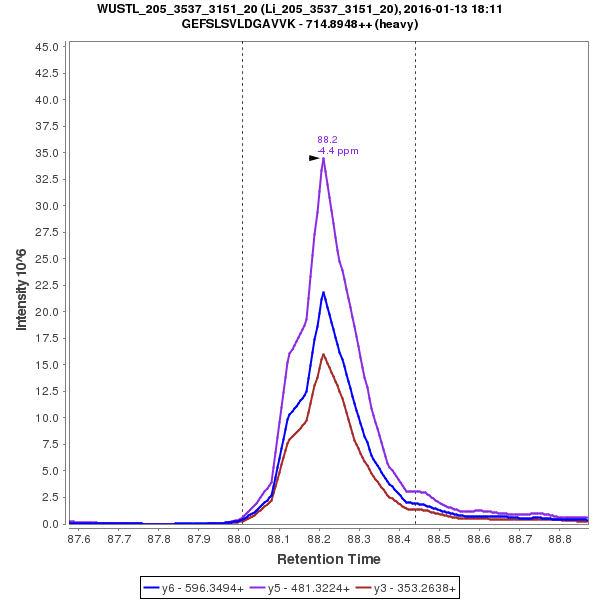 WUSTL_205_3537_3151_20 (Li_205_3537_3151_20), 2016-01-13 18:11
GEFSLSVLDGAVVK - 714.8948++ (heavy)
45.0
42.5
40.0
37.5
35.0
32.5
30.0
27.5
25.0
22.5
20.0
17.5
15.0
12.5
10.0
7.5
5.0
2.5
0.0
Intensity 10^6
88.2
-4.4 ppm
87.6 87.7 87.8 87.9 88.0 88.1 88.2 88.3 88.4 88.5 88.6 88.7 88.8
Retention Time
y6 - 596.3494+ y5 - 481.3224+ y3 - 353.2638+